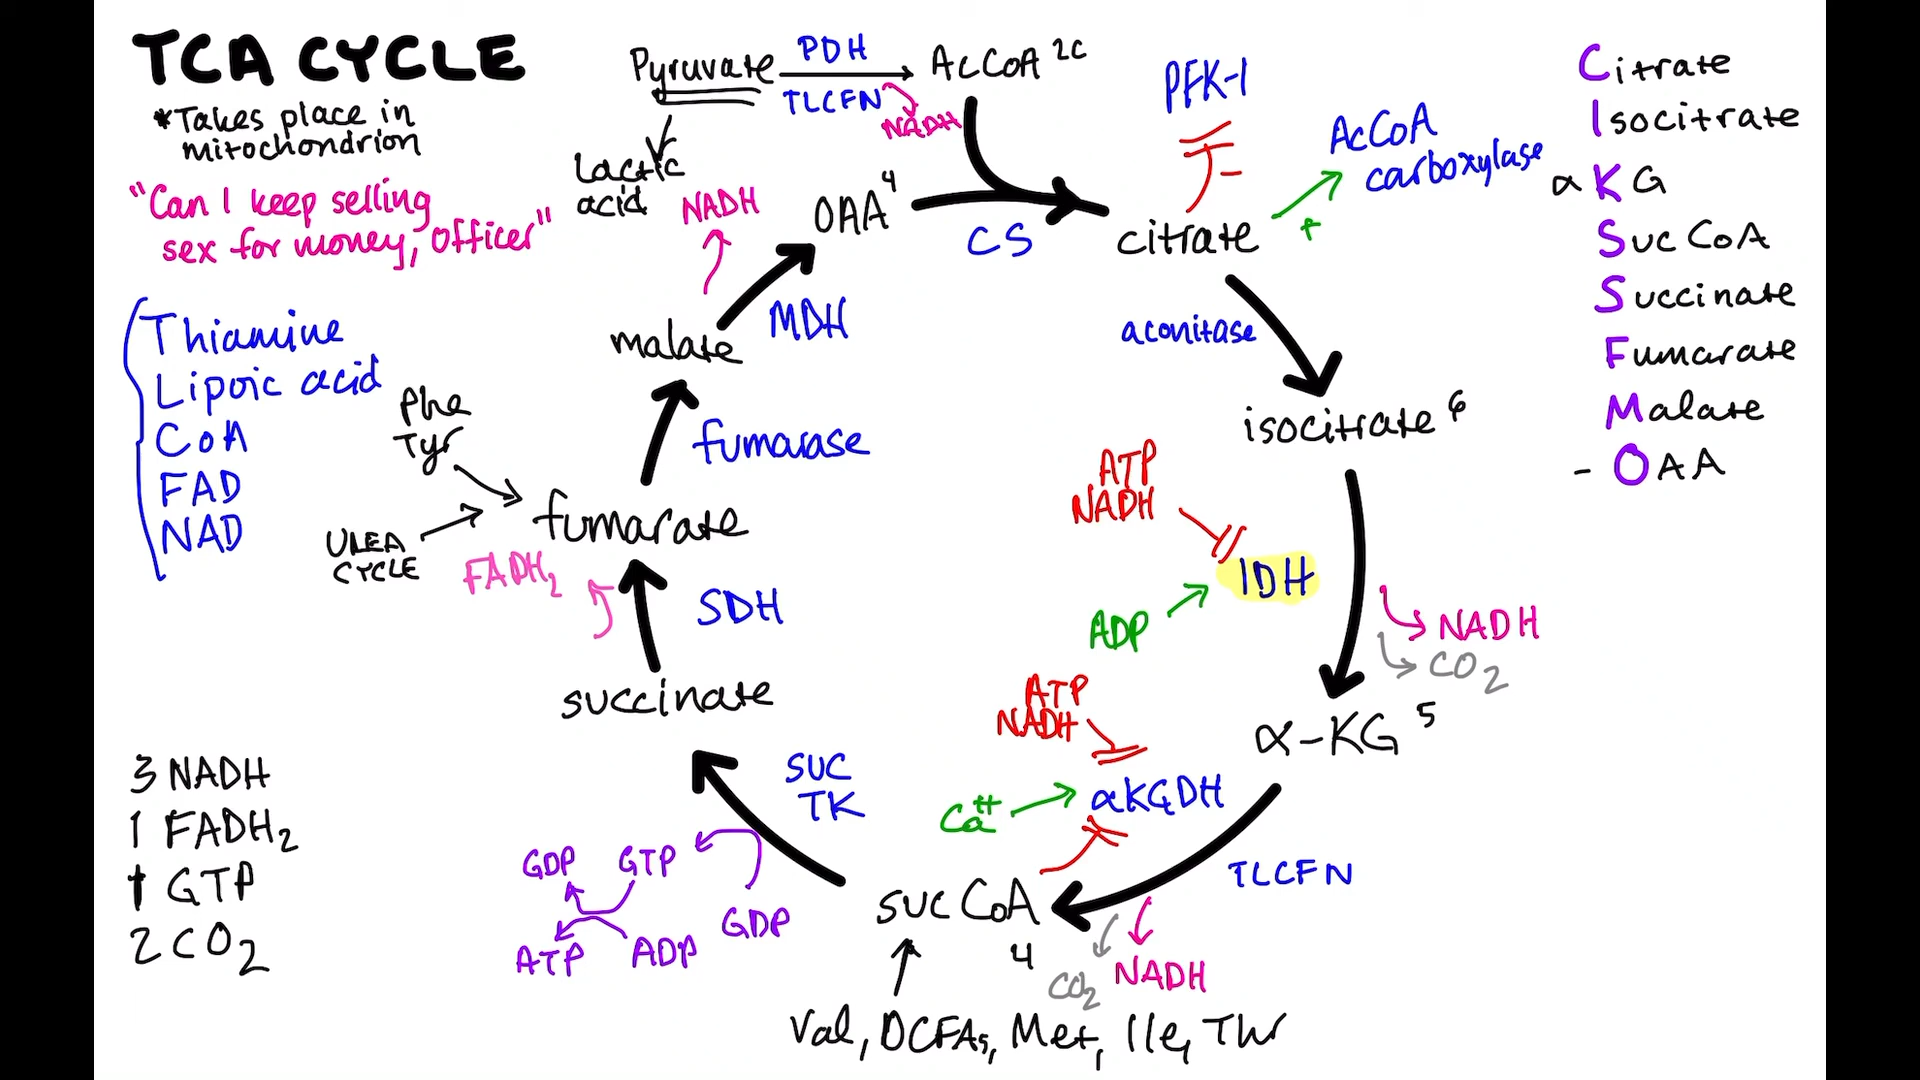 TCA CYCLE
*Takes place in
mitochondrion
"Can I keep selling
sex for money, officer"
Thiamine
Lipoic acid
CoA
FAD
NAD
3 NADH
1 FADH2
1 GTP
2 CO2
Pyruvate
PDH
TLCFN
NADH
AcCoA 2C
Lactic
acid
OAA 4
CS
citrate
PFK-1
-
AcCoA
carboxylase
+
aconitase
isocitrate 6
ATP
NADH
IDH
ADP
NADH
CO2
α-KG 5
ATP
NADH
αKGDH
Ca++
TLCFN
NADH
CO2
suc CoA
4
Val, OCFAs, Met, Ile, Thr
SUC
TK
GDP
GTP
GDP
ATP
ADP
succinate
SDH
FADH2
fumarate
Phe
Tyr
UREA
CYCLE
fumarase
malate
MDH
NADH
Citrate
Isocitrate
αKG
Suc CoA
Succinate
Fumarate
Malate
- OAA